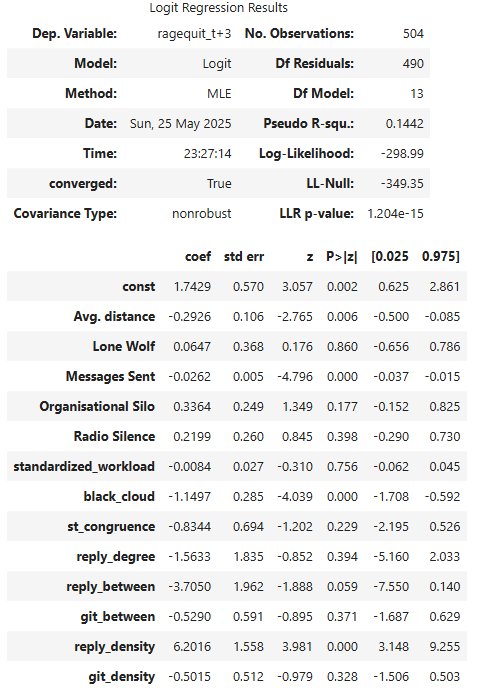 Logit Regression Results
Dep. Variable: ragequit_t+3 No. Observations: 504
Model: Logit Df Residuals: 490
Method: MLE Df Model: 13
Date: Sun, 25 May 2025 Pseudo R-squ.: 0.1442
Time: 23:27:14 Log-Likelihood: -298.99
converged: True LL-Null: -349.35
Covariance Type: nonrobust LLR p-value: 1.204e-15
coef std err z P>|z| [0.025 0.975]
const 1.7429 0.570 3.057 0.002 0.625 2.861
Avg. distance -0.2926 0.106 -2.765 0.006 -0.500 -0.085
Lone Wolf 0.0647 0.368 0.176 0.860 -0.656 0.786
Messages Sent -0.0262 0.005 -4.796 0.000 -0.037 -0.015
Organisational Silo 0.3364 0.249 1.349 0.177 -0.152 0.825
Radio Silence 0.2199 0.260 0.845 0.398 -0.290 0.730
standardized_workload -0.0084 0.027 -0.310 0.756 -0.062 0.045
black_cloud -1.1497 0.285 -4.039 0.000 -1.708 -0.592
st_congruence -0.8344 0.694 -1.202 0.229 -2.195 0.526
reply_degree -1.5633 1.835 -0.852 0.394 -5.160 2.033
reply_between -3.7050 1.962 -1.888 0.059 -7.550 0.140
git_between -0.5290 0.591 -0.895 0.371 -1.687 0.629
reply_density 6.2016 1.558 3.981 0.000 3.148 9.255
git_density -0.5015 0.512 -0.979 0.328 -1.506 0.503